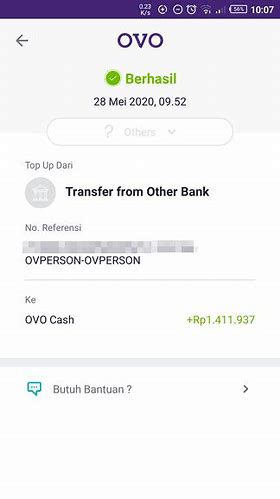 0.23 K/s 56% 10:07
OVO
Berhasil
28 Mei 2020, 09.52
? Others
Top Up Dari
Transfer from Other Bank
No. Referensi
OVPERSON-OVPERSON
Ke
OVO Cash +Rp1.411.937
Butuh Bantuan ?